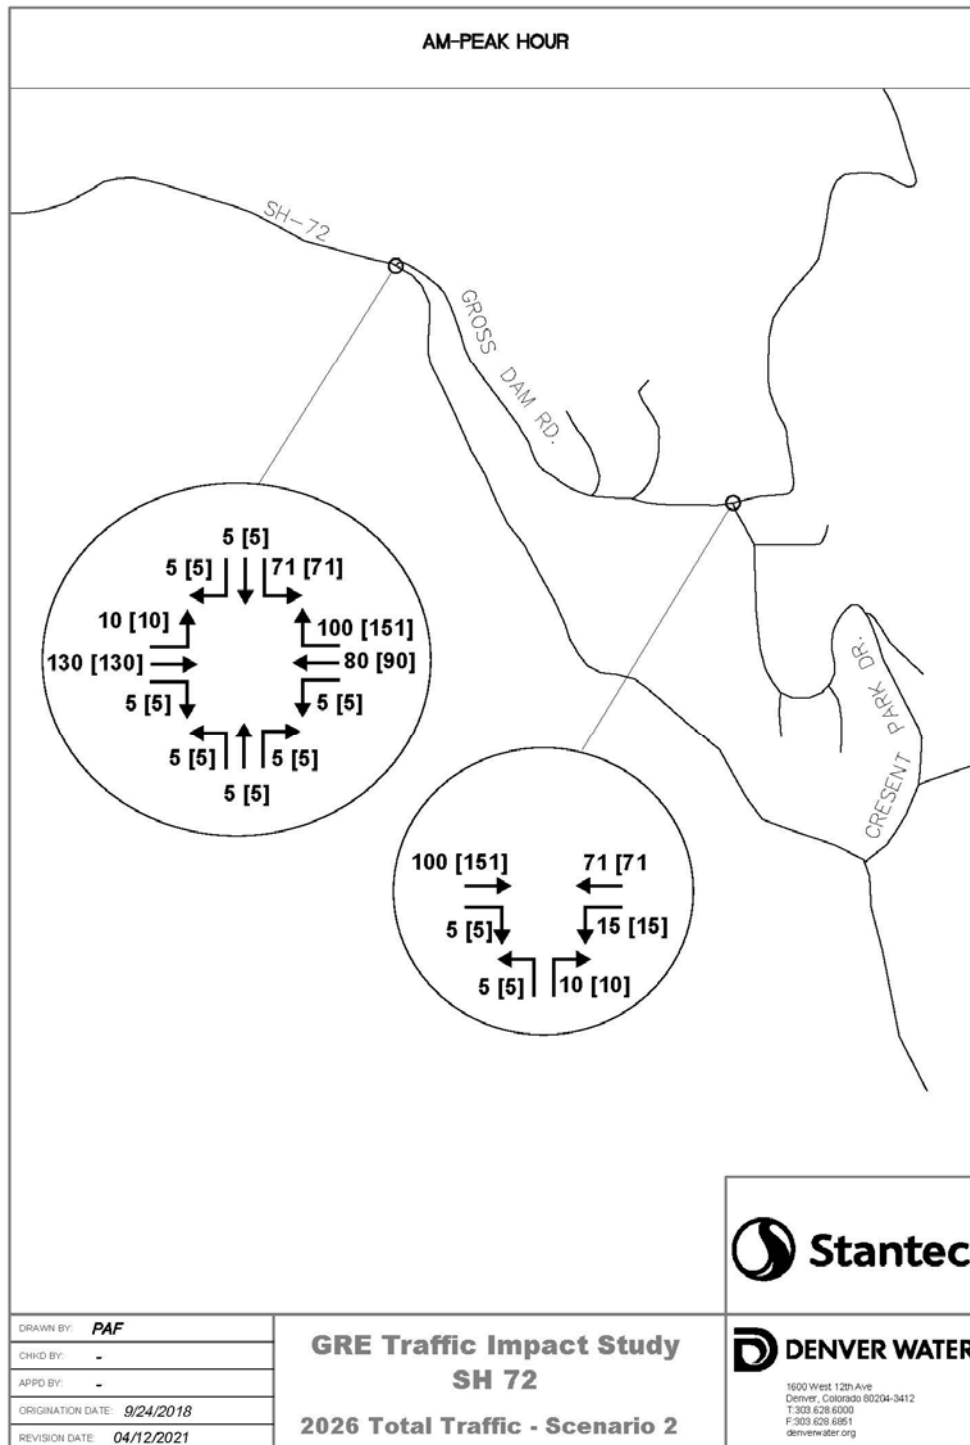 AM-PEAK HOUR
SH-72
GROSS DAM RD.
5 [5]
5 [5]
71 [71]
10 [10]
100 [151]
130 [130]
80 [90]
5 [5]
5 [5]
5 [5]
5 [5]
5 [5]
CRESENT PARK DR.
100 [151]
71 [71
5 [5]
15 [15]
5 [5]
10 [10]
Stantec
DRAWN BY: PAF
CHKD BY: -
APPD BY: -
ORIGINATION DATE: 9/24/2018
REVISION DATE: 04/12/2021
GRE Traffic Impact Study
SH 72
2026 Total Traffic - Scenario 2
DENVER WATER
1600 West 12th Ave
Denver, Colorado 80204-3412
T:303.628.6000
F:303.628.6851
denverwater.org